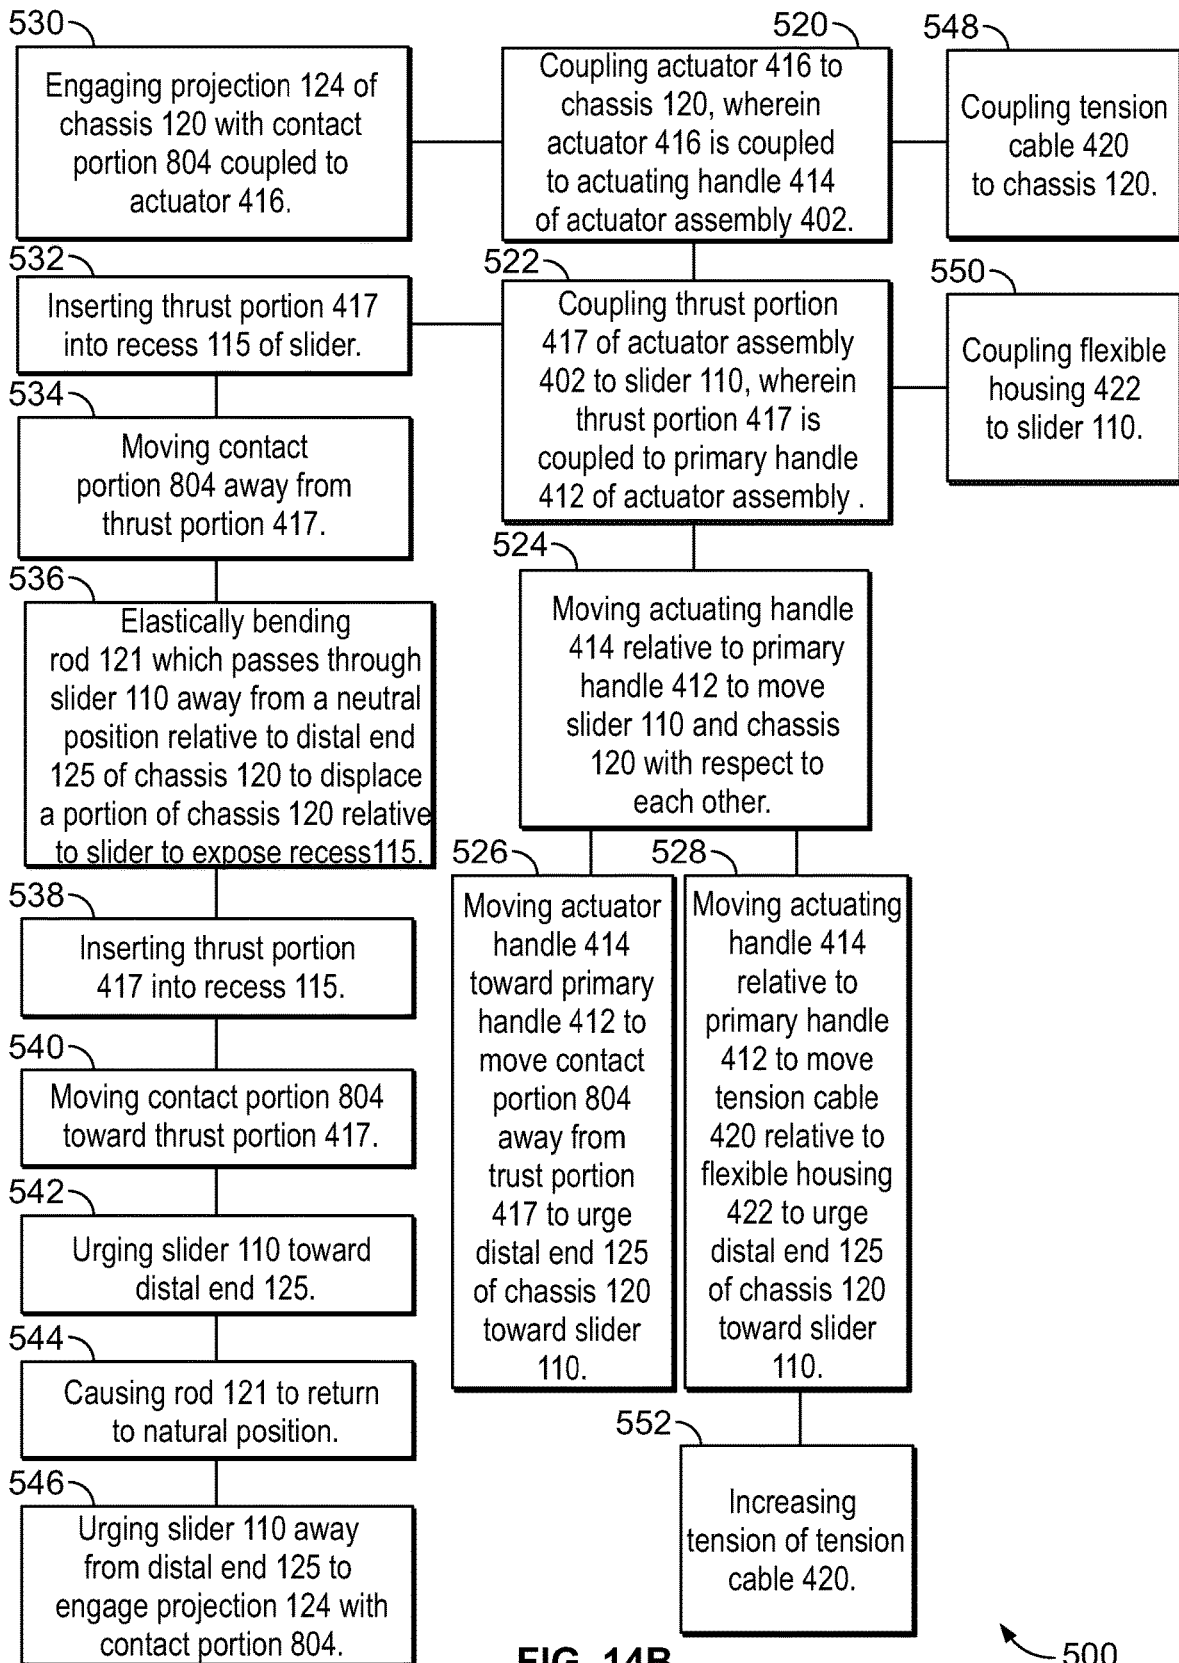 530
Engaging projection 124 of
chassis 120 with contact
portion 804 coupled to
actuator 416.
520
Coupling actuator 416 to
chassis 120, wherein
actuator 416 is coupled
to actuating handle 414
of actuator assembly 402.
548
Coupling tension
cable 420
to chassis 120.
532
Inserting thrust portion 417
into recess 115 of slider.
522
Coupling thrust portion
417 of actuator assembly
402 to slider 110, wherein
thrust portion 417 is
coupled to primary handle
412 of actuator assembly .
550
Coupling flexible
housing 422
to slider 110.
534
Moving contact
portion 804 away from
thrust portion 417.
524
Moving actuating handle
414 relative to primary
handle 412 to move
slider 110 and chassis
120 with respect to
each other.
536
Elastically bending
rod 121 which passes through
slider 110 away from a neutral
position relative to distal end
125 of chassis 120 to displace
a portion of chassis 120 relative
to slider to expose recess115.
526
Moving actuator
handle 414
toward primary
handle 412 to
move contact
portion 804
away from
trust portion
417 to urge
distal end 125
of chassis 120
toward slider
110.
528
Moving actuating
handle 414
relative to
primary handle
412 to move
tension cable
420 relative to
flexible housing
422 to urge
distal end 125
of chassis 120
toward slider
110.
538
Inserting thrust portion
417 into recess 115.
540
Moving contact portion 804
toward thrust portion 417.
542
Urging slider 110 toward
distal end 125.
544
Causing rod 121 to return
to natural position.
546
Urging slider 110 away
from distal end 125 to
engage projection 124 with
contact portion 804.
552
Increasing
tension of tension
cable 420.
FIG. 14B
500